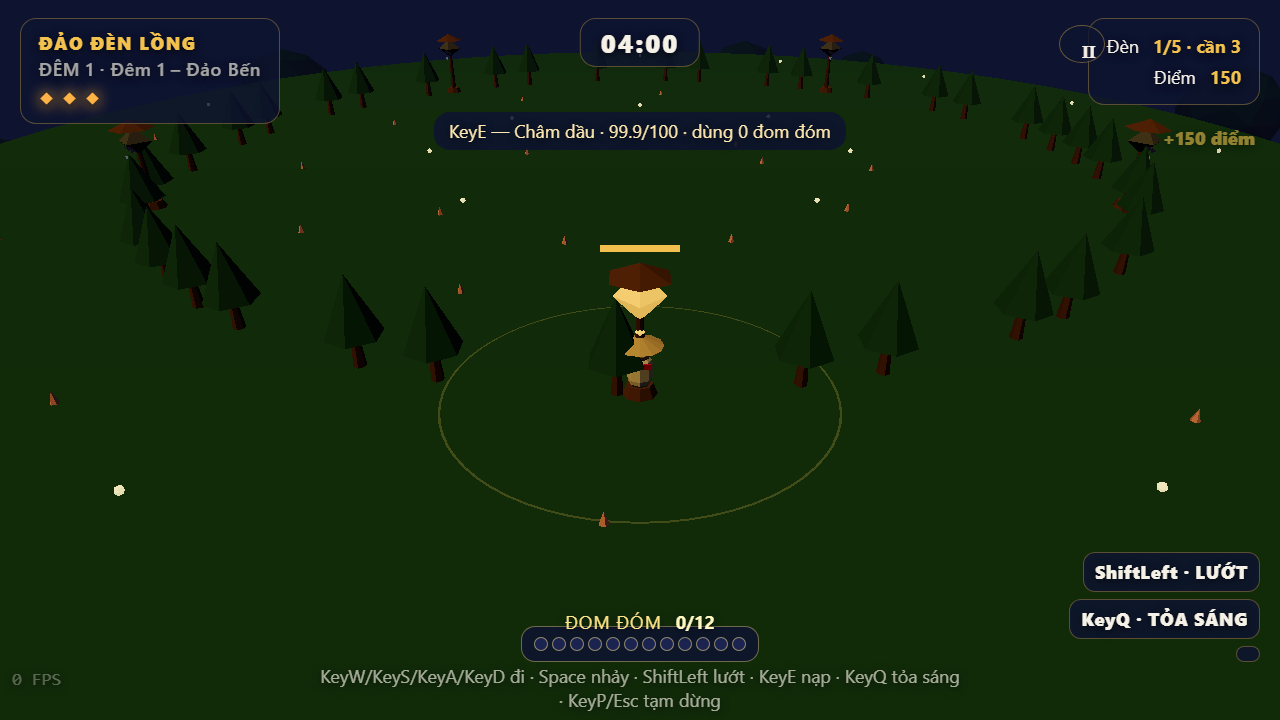 ĐẢO ĐÈN LỒNG
ĐÊM 1 · Đêm 1 – Đảo Bến
04:00
II
Đèn 1/5 · cần 3
Điểm 150
KeyE — Châm dầu · 99.9/100 · dùng 0 đom đóm
+150 điểm
ShiftLeft · LƯỚT
KeyQ · TỎA SÁNG
ĐOM ĐÓM 0/12
KeyW/KeyS/KeyA/KeyD đi · Space nhảy · ShiftLeft lướt · KeyE nạp · KeyQ tỏa sáng
· KeyP/Esc tạm dừng
0 FPS